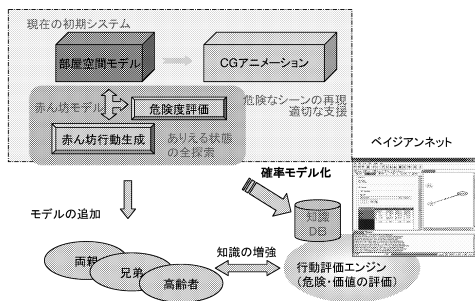 現在の初期システム
部屋空間モデル
CGアニメーション
赤ん坊モデル
危険度評価
危険なシーンの再現
適切な支援
赤ん坊行動生成
ありえる状態
の全探索
ベイジアンネット
確率モデル化
モデルの追加
知識
DB
知識の増強
両親
兄弟
高齢者
行動評価エンジン
(危険・価値の評価)